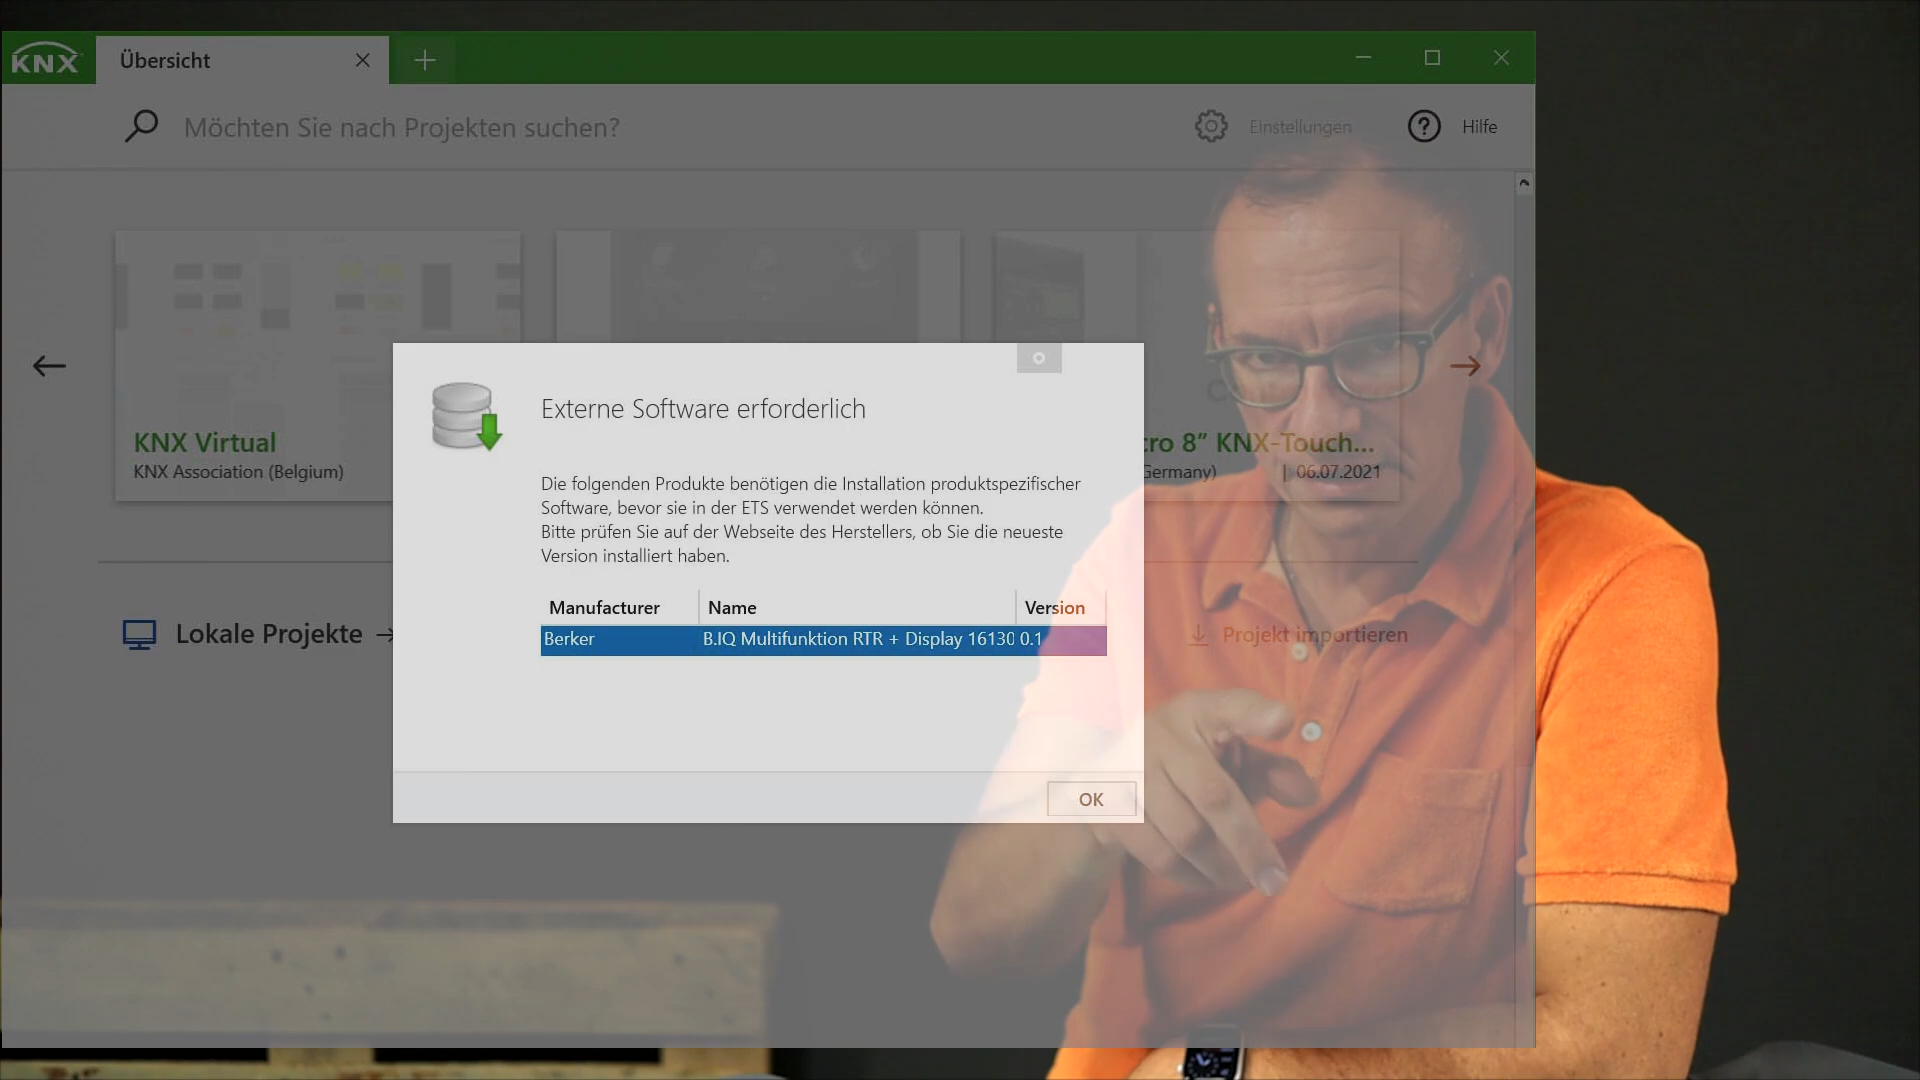 KNX
Übersicht
Möchten Sie nach Projekten suchen?
Einstellungen
Hilfe
KNX Virtual
KNX Association (Belgium)
cro 8” KNX-Touch...
Germany) | 06.07.2021
Externe Software erforderlich
Die folgenden Produkte benötigen die Installation produktspezifischer
Software, bevor sie in der ETS verwendet werden können.
Bitte prüfen Sie auf der Webseite des Herstellers, ob Sie die neueste
Version installiert haben.
Manufacturer Name Version
Berker B.IQ Multifunktion RTR + Display 16130 0.1
OK
Lokale Projekte
Projekt importieren